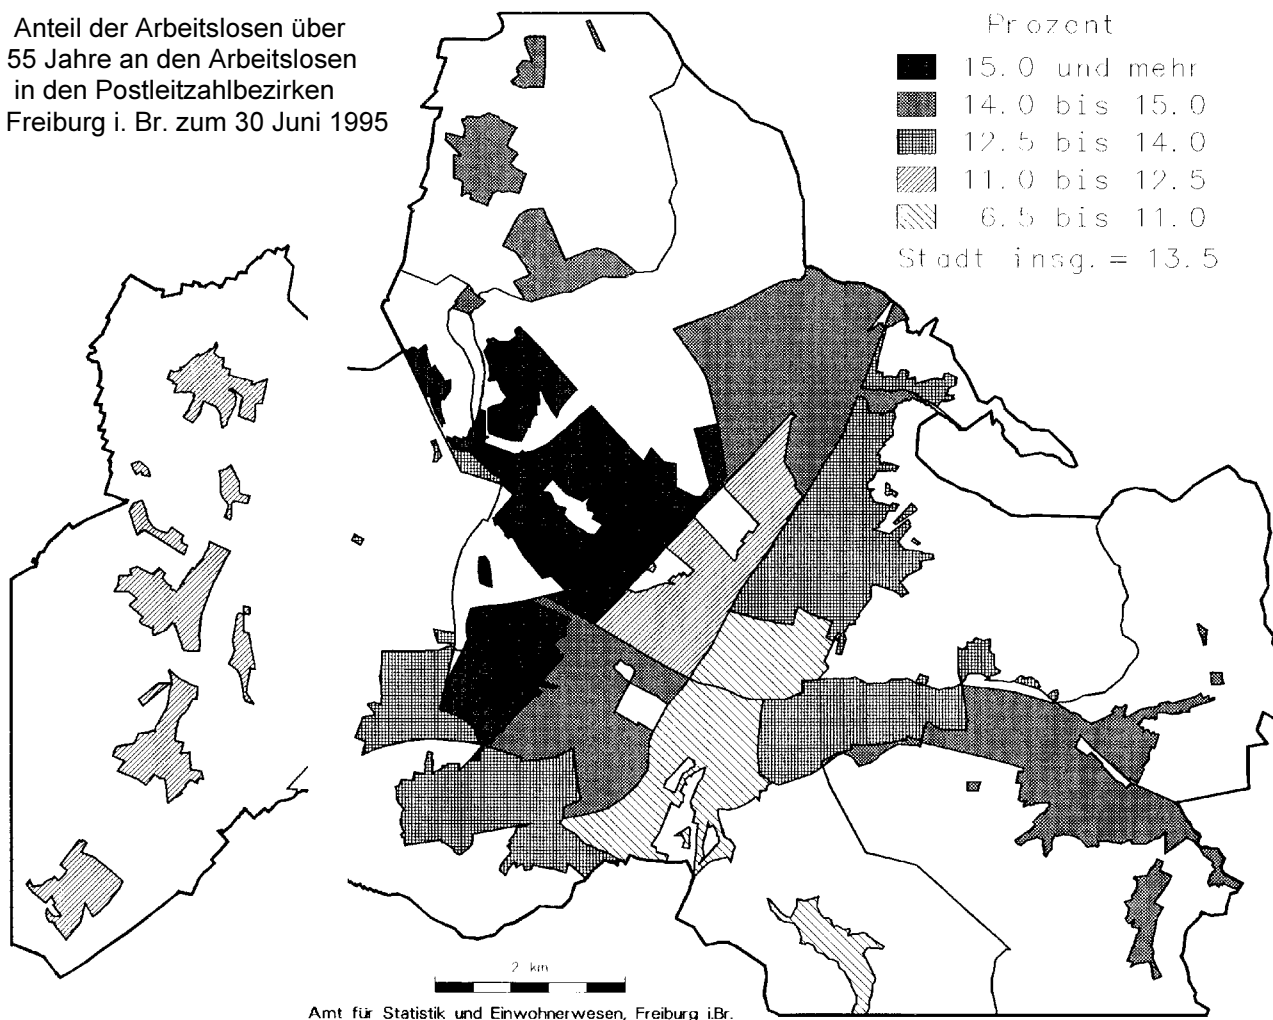 Anteil der Arbeitslosen über
55 Jahre an den Arbeitslosen
in den Postleitzahlbezirken
Freiburg i. Br. zum 30 Juni 1995
Prozent
15.0 und mehr
14.0 bis 15.0
12.5 bis 14.0
11.0 bis 12.5
6.5 bis 11.0
Stadt insg. = 13.5
2 km
Amt für Statistik und Einwohnerwesen, Freiburg i.Br.